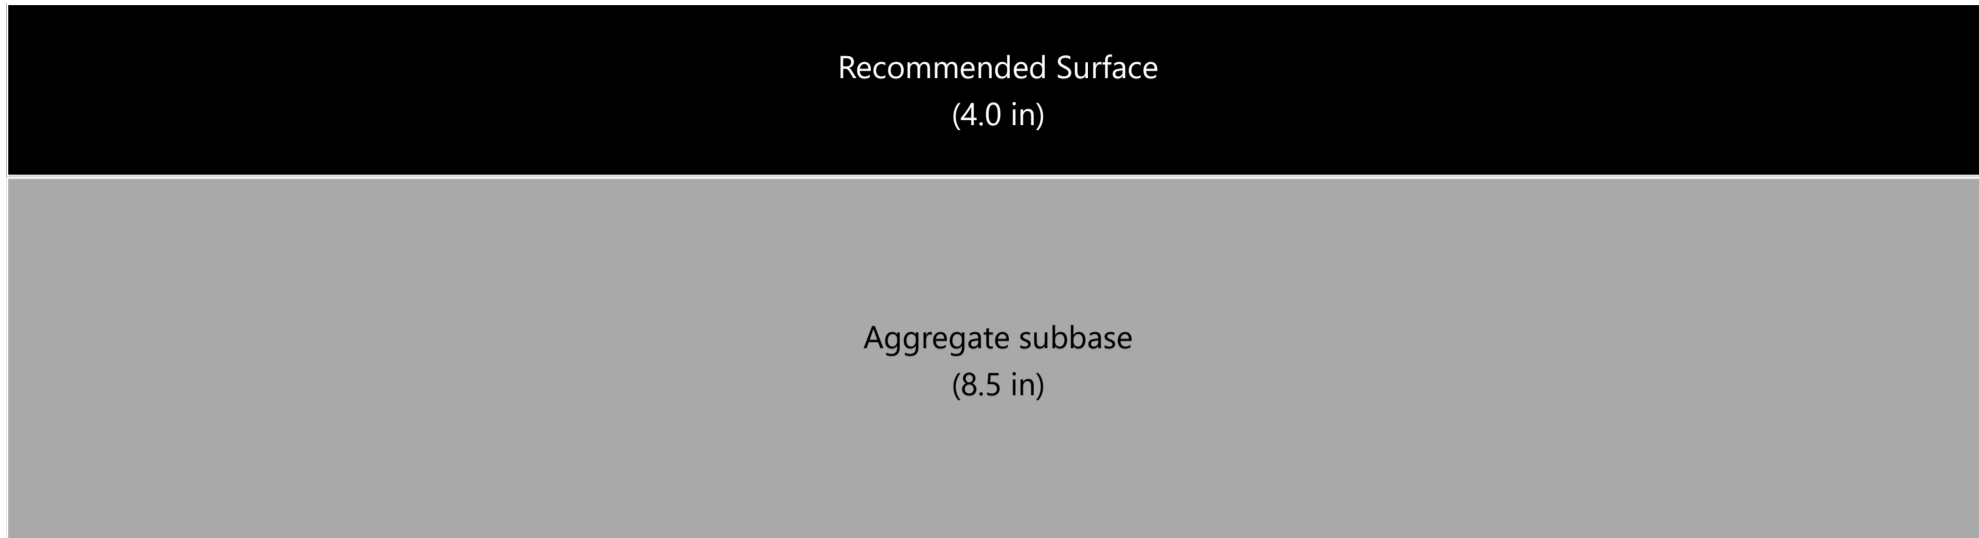 Recommended Surface
(4.0 in)
Aggregate subbase
(8.5 in)